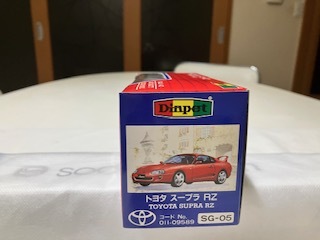 Dinpet
トヨタ スープラ RZ
TOYOTA SUPRA RZ
コード No.
011-09589
SG-05